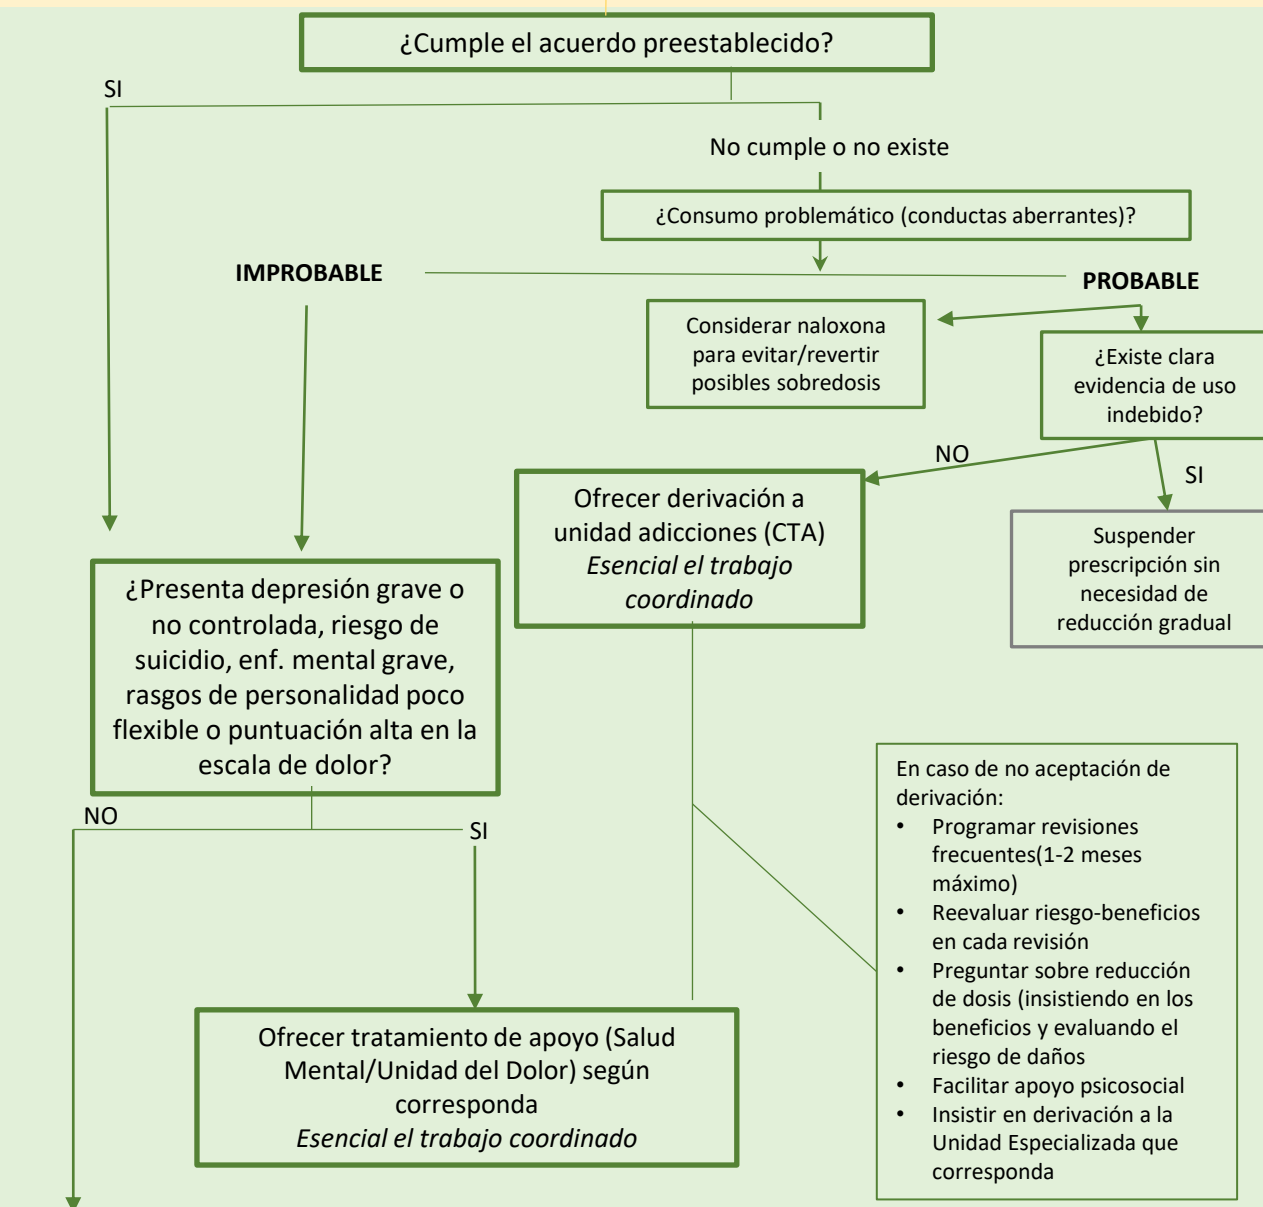 ¿Cumple el acuerdo preestablecido?
SI
No cumple o no existe
¿Consumo problemático (conductas aberrantes)?
IMPROBABLE
PROBABLE
Considerar naloxona
para evitar/revertir
posibles sobredosis
¿Existe clara
evidencia de uso
indebido?
NO
SI
Ofrecer derivación a
unidad adicciones (CTA)
Esencial el trabajo
coordinado
Suspender
prescripción sin
necesidad de
reducción gradual
¿Presenta depresión grave o
no controlada, riesgo de
suicidio, enf. mental grave,
rasgos de personalidad poco
flexible o puntuación alta en la
escala de dolor?
NO
SI
En caso de no aceptación de
derivación:
• Programar revisiones
frecuentes(1-2 meses
máximo)
• Reevaluar riesgo-beneficios
en cada revisión
• Preguntar sobre reducción
de dosis (insistiendo en los
beneficios y evaluando el
riesgo de daños
• Facilitar apoyo psicosocial
• Insistir en derivación a la
Unidad Especializada que
corresponda
Ofrecer tratamiento de apoyo (Salud
Mental/Unidad del Dolor) según
corresponda
Esencial el trabajo coordinado